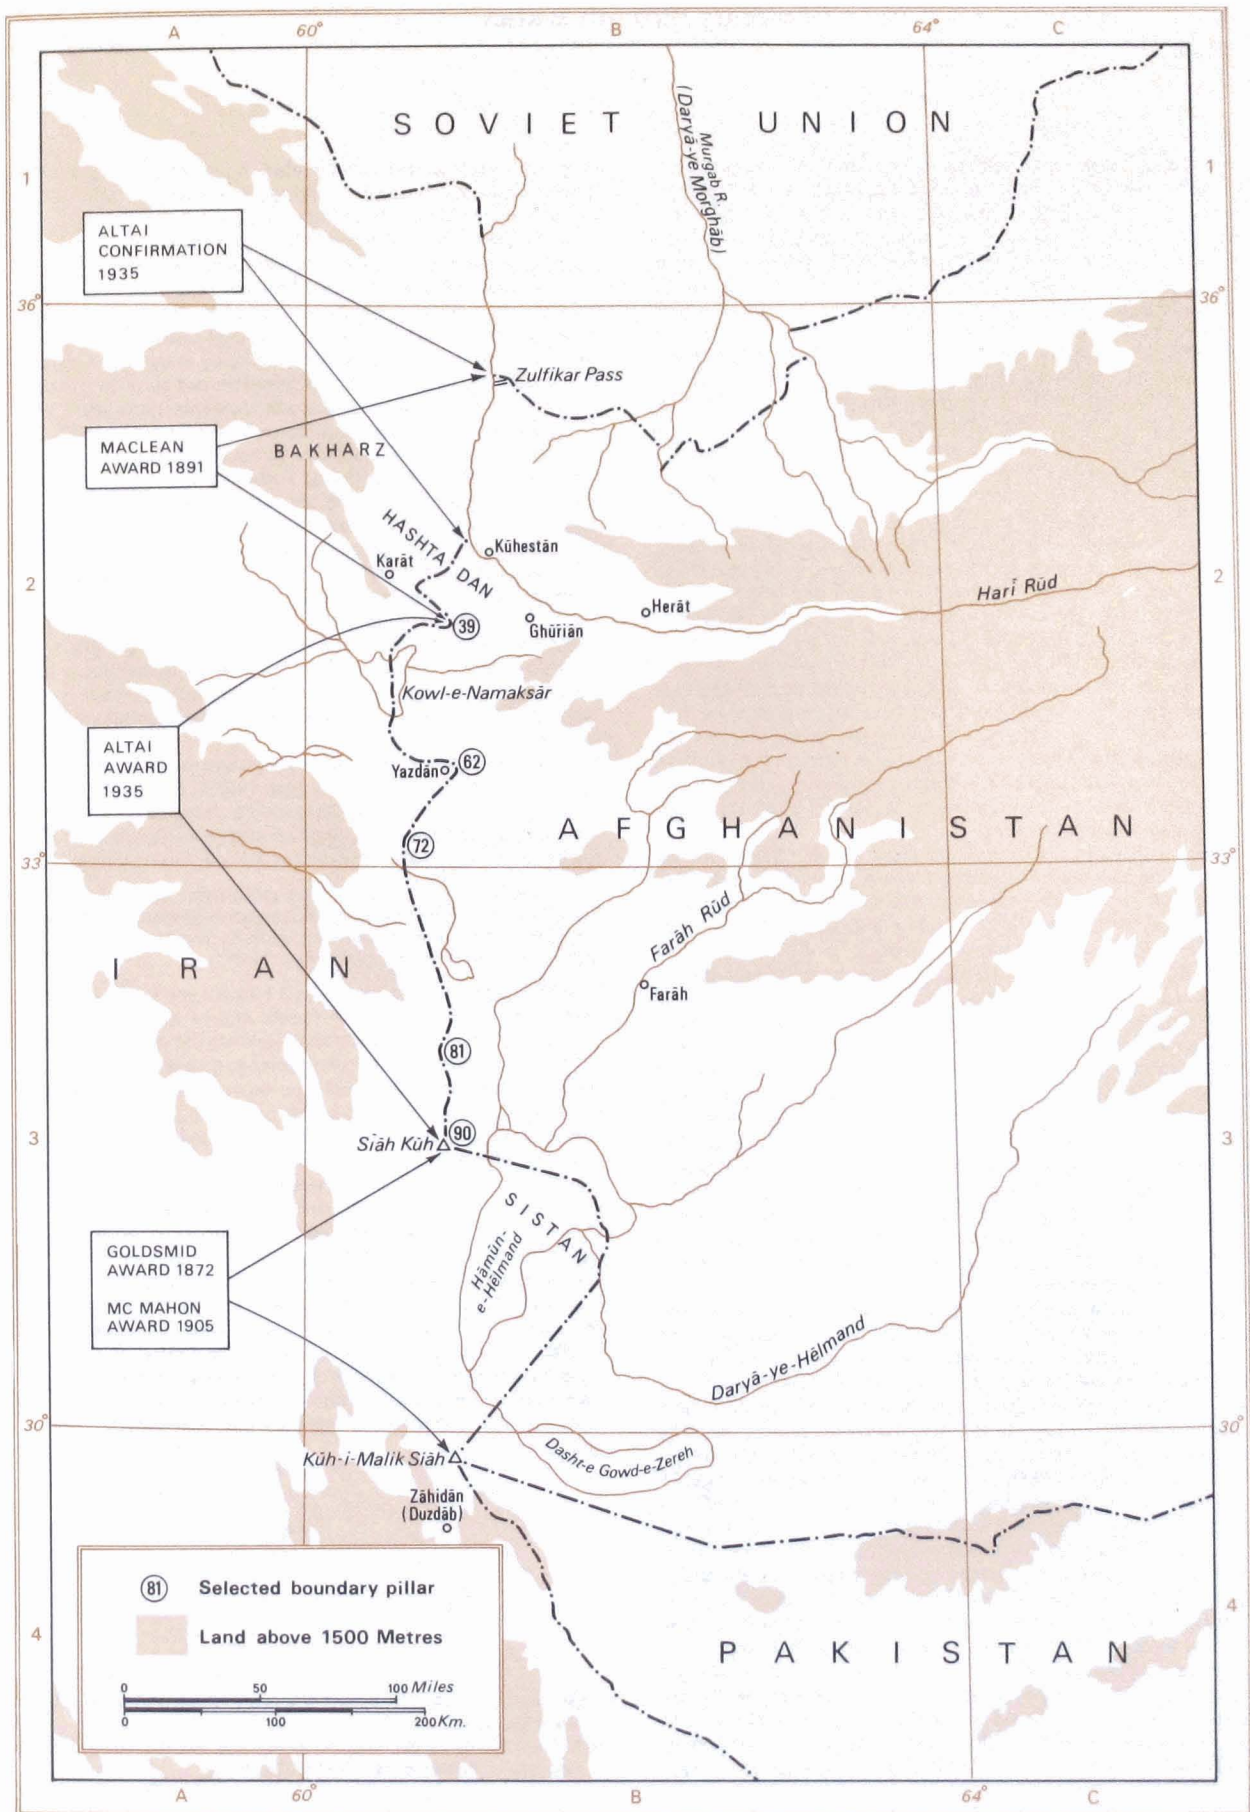 A 60° B 64° C
SOVIET UNION
(Daryā-ye Morghāb)
Murgab R.
1 1
ALTAI
CONFIRMATION
1935
36° 36°
Zulfikar Pass
MACLEAN
AWARD 1891
BAKHARZ
HASHTA DAN
Kūhestān
Karāt
2 2
Harī Rūd
Herāt
39
Ghūriān
Kowl-e-Namaksār
ALTAI
AWARD
1935
62
Yazdān
AFGHANISTAN
72
33° 33°
Farāh Rūd
IRAN
Farāh
81
3 3
90
Siāh Kūh
SISTAN
Hāmūn-
e-Hēlmand
GOLDSMID
AWARD 1872
MC MAHON
AWARD 1905
Daryā-ye-Hēlmand
30° 30°
Kūh-i-Malik Siāh
Dasht-e Gowd-e-Zereh
Zāhidān
(Duzdāb)
81 Selected boundary pillar
Land above 1500 Metres
4 4
PAKISTAN
0 50 100 Miles
0 100 200 Km.
A 60° B 64° C